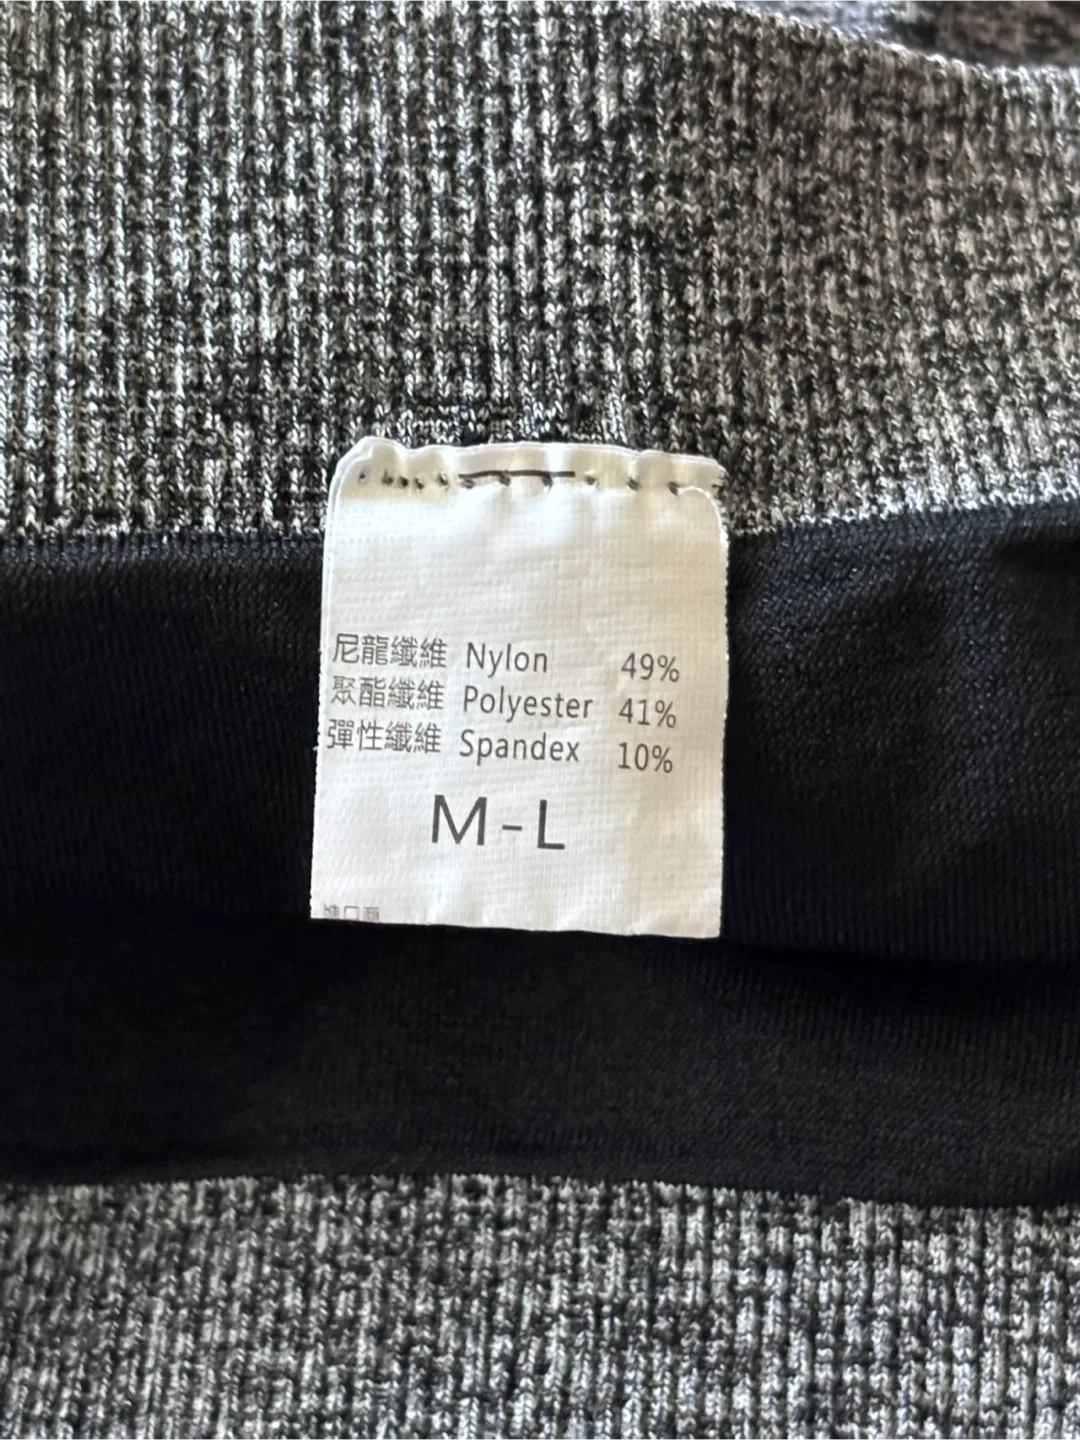 尼龍纖維 Nylon 49%
聚酯纖維 Polyester 41%
彈性纖維 Spandex 10%
M-L